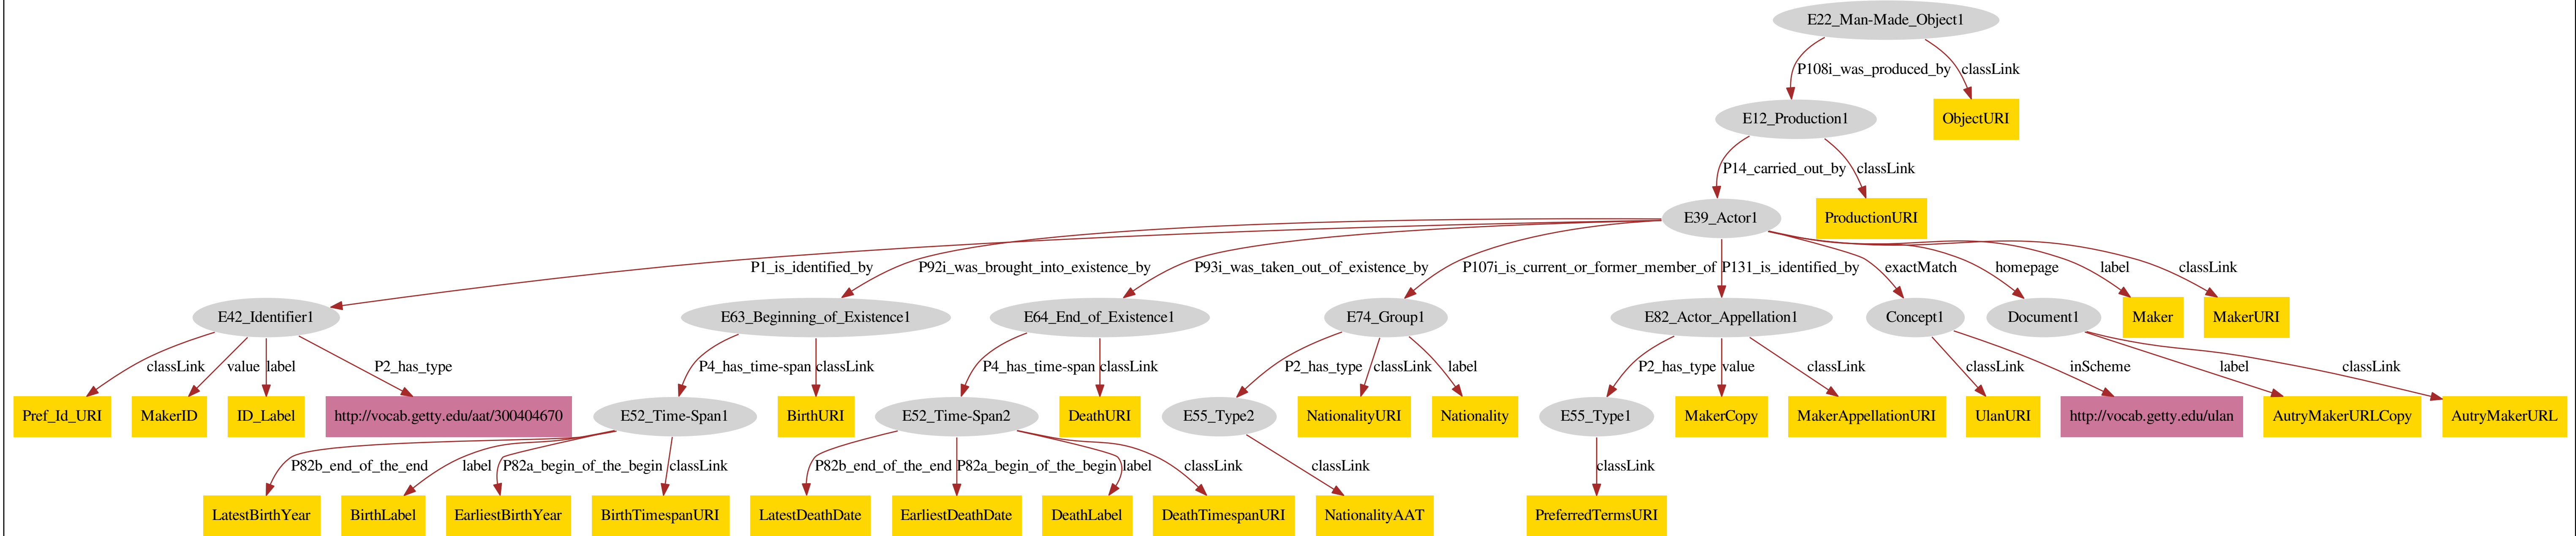 E22_Man-Made_Object1
P108i_was_produced_by
classLink
E12_Production1
ObjectURI
P14_carried_out_by
classLink
E39_Actor1
ProductionURI
P1_is_identified_by
P92i_was_brought_into_existence_by
P93i_was_taken_out_of_existence_by
P107i_is_current_or_former_member_of
P131_is_identified_by
exactMatch
homepage
label
classLink
E42_Identifier1
E63_Beginning_of_Existence1
E64_End_of_Existence1
E74_Group1
E82_Actor_Appellation1
Concept1
Document1
Maker
MakerURI
classLink
value
label
P2_has_type
P4_has_time-span
classLink
P4_has_time-span
classLink
P2_has_type
classLink
label
P2_has_type
value
classLink
classLink
inScheme
label
classLink
Pref_Id_URI
MakerID
ID_Label
http://vocab.getty.edu/aat/300404670
E52_Time-Span1
BirthURI
E52_Time-Span2
DeathURI
E55_Type2
NationalityURI
Nationality
E55_Type1
MakerCopy
MakerAppellationURI
UlanURI
http://vocab.getty.edu/ulan
AutryMakerURLCopy
AutryMakerURL
P82b_end_of_the_end
label
P82a_begin_of_the_begin
classLink
P82b_end_of_the_end
P82a_begin_of_the_begin
label
classLink
classLink
classLink
LatestBirthYear
BirthLabel
EarliestBirthYear
BirthTimespanURI
LatestDeathDate
EarliestDeathDate
DeathLabel
DeathTimespanURI
NationalityAAT
PreferredTermsURI